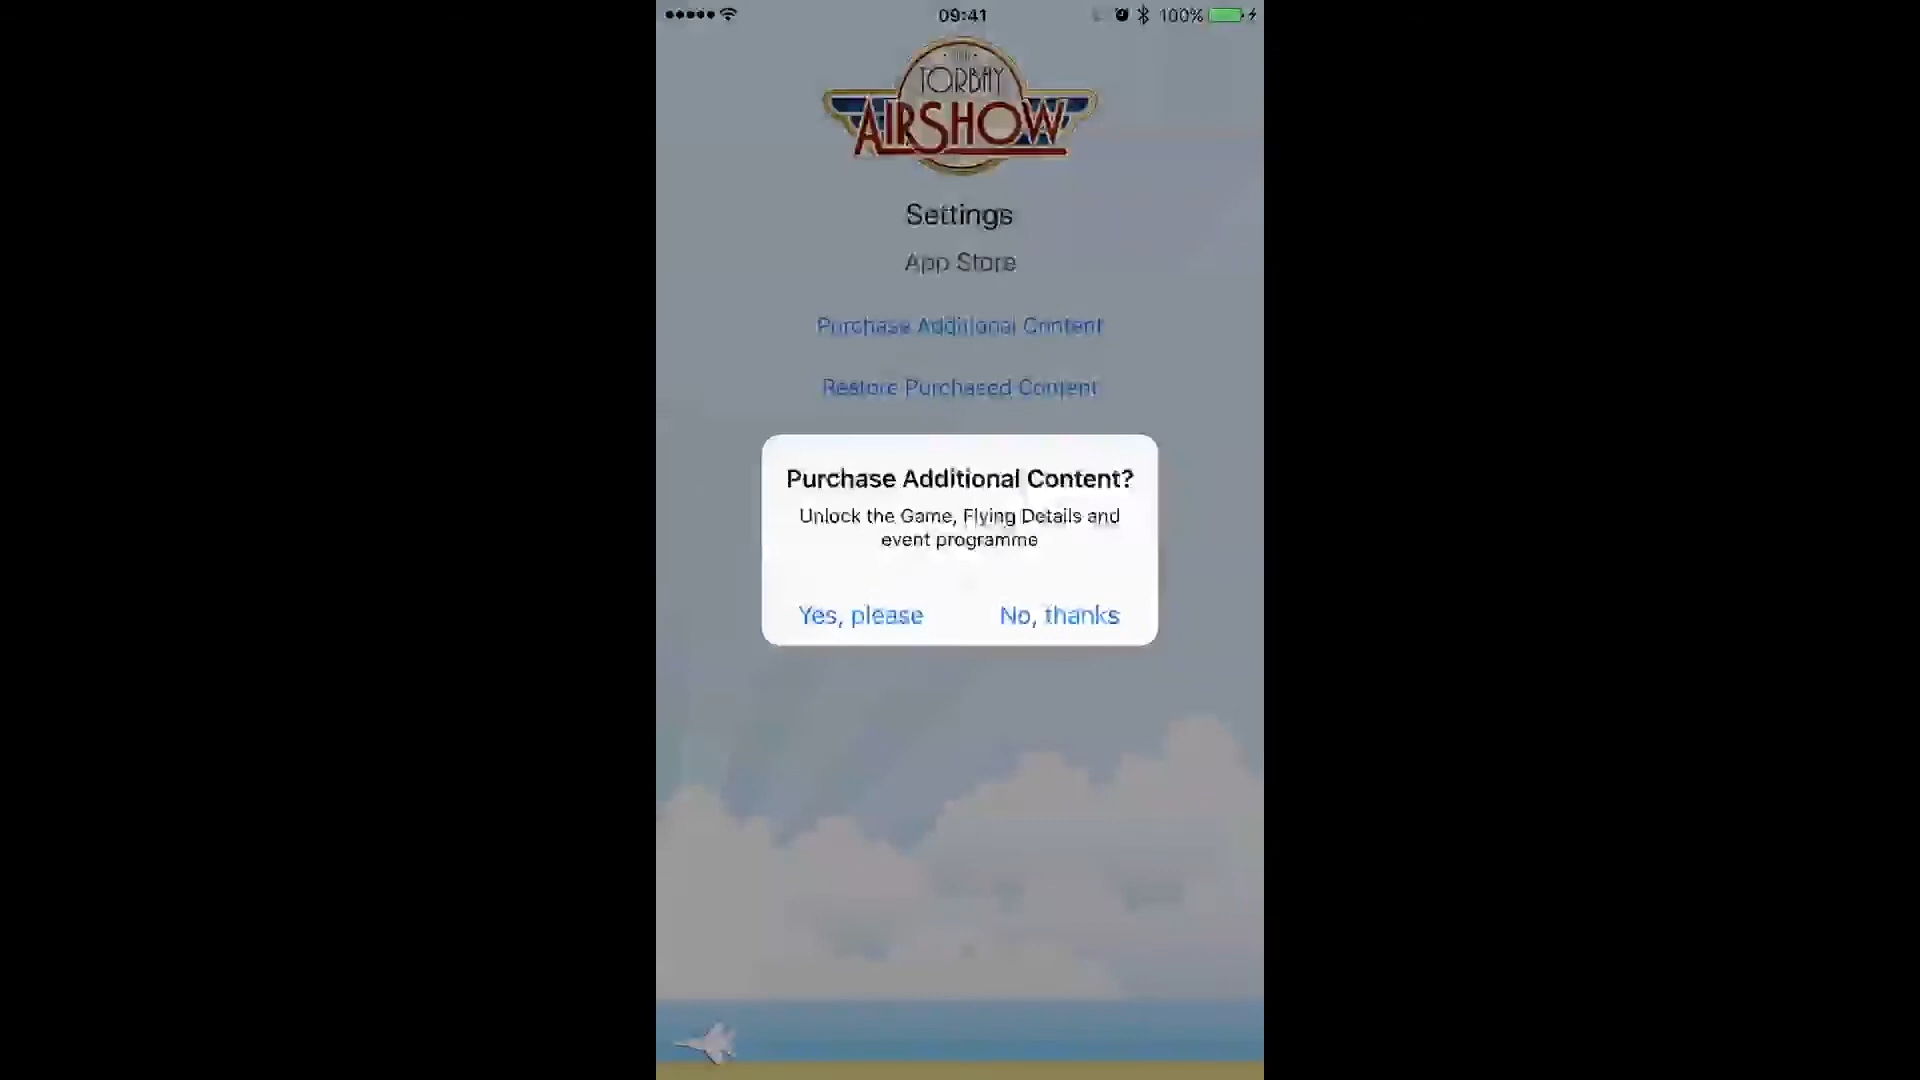 09:41
100%
TORBAY
AIRSHOW
Settings
App Store
Purchase Additional Content
Restore Purchased Content
Purchase Additional Content?
Unlock the Game, Flying Details and
event programme
Yes, please
No, thanks